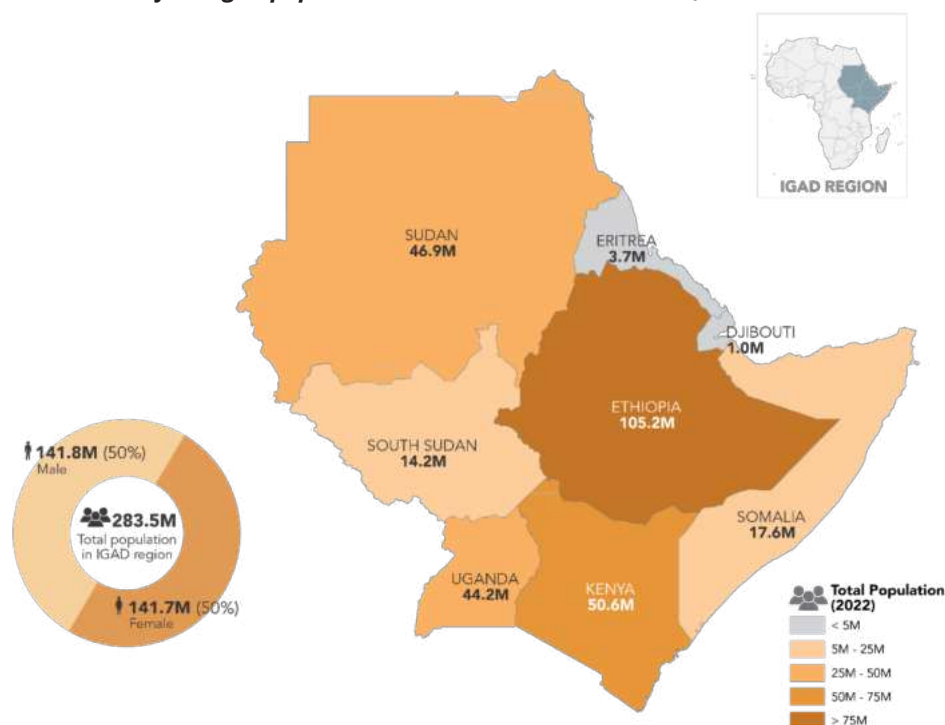 IGAD REGION
SUDAN
46.9M
ERITREA
3.7M
DJIBOUTI
1.0M
ETHIOPIA
105.2M
SOUTH SUDAN
14.2M
SOMALIA
17.6M
UGANDA
44.2M
KENYA
50.6M
141.8M (50%)
Male
283.5M
Total population
in IGAD region
141.7M (50%)
Female
Total Population
(2022)
< 5M
5M - 25M
25M - 50M
50M - 75M
> 75M